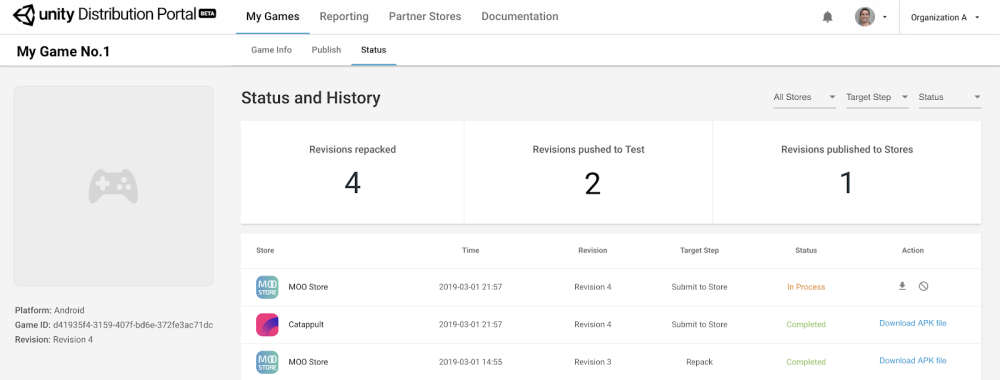 unity Distribution Portal BETA
My Games Reporting Partner Stores Documentation
Organization A
My Game No.1
Game Info Publish Status
Status and History
All Stores Target Step Status
Revisions repacked Revisions pushed to Test Revisions published to Stores
4 2 1
Store Time Revision Target Step Status Action
MOO STORE MOO Store 2019-03-01 21:57 Revision 4 Submit to Store In Process
Catappult 2019-03-01 21:57 Revision 4 Submit to Store Completed Download APK file
MOO STORE MOO Store 2019-03-01 14:55 Revision 3 Repack Completed Download APK file
Platform: Android
Game ID: d41935f4-3159-407f-bd6e-372fe3ac71dc
Revision: Revision 4